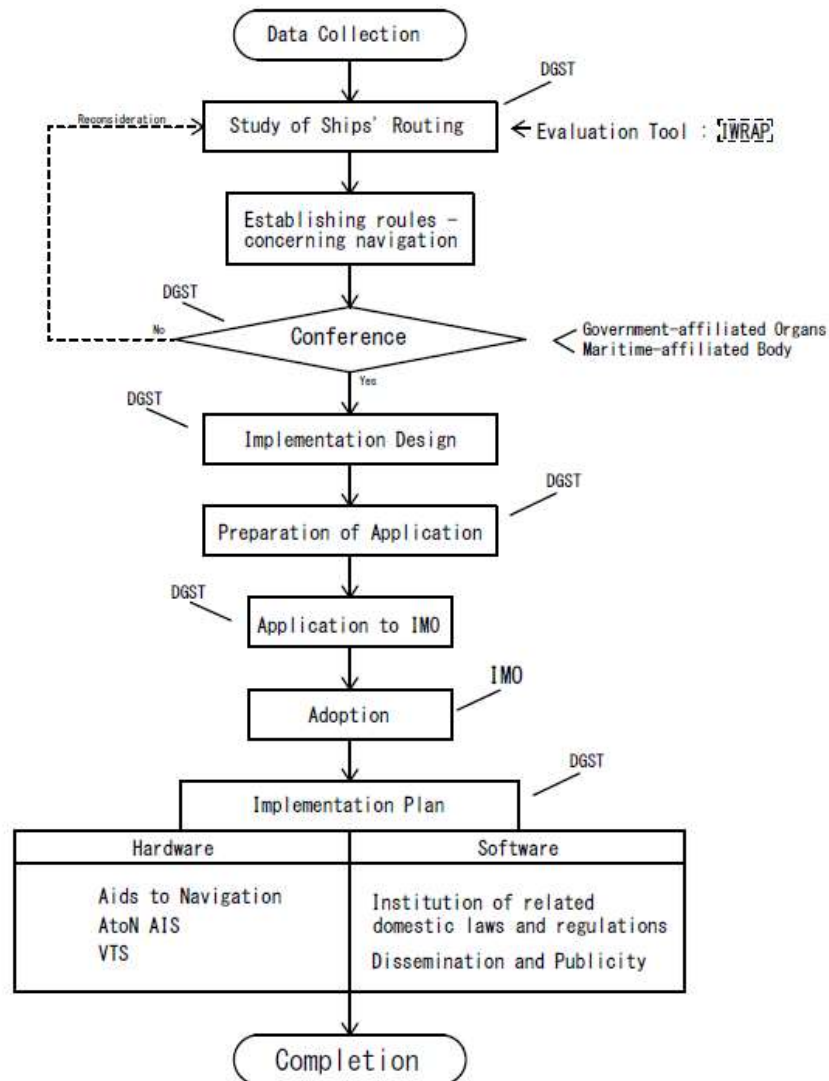 Data Collection
DGST
Reconsideration
Study of Ships' Routing
Evaluation Tool : IWRAP
Establishing roules -
concerning navigation
DGST
No
Conference
Government-affiliated Organs
Maritime-affiliated Body
Yes
DGST
Implementation Design
DGST
Preparation of Application
DGST
Application to IMO
IMO
Adoption
DGST
Implementation Plan
Hardware
Software
Aids to Navigation
AtoN AIS
VTS
Institution of related
domestic laws and regulations
Dissemination and Publicity
Completion